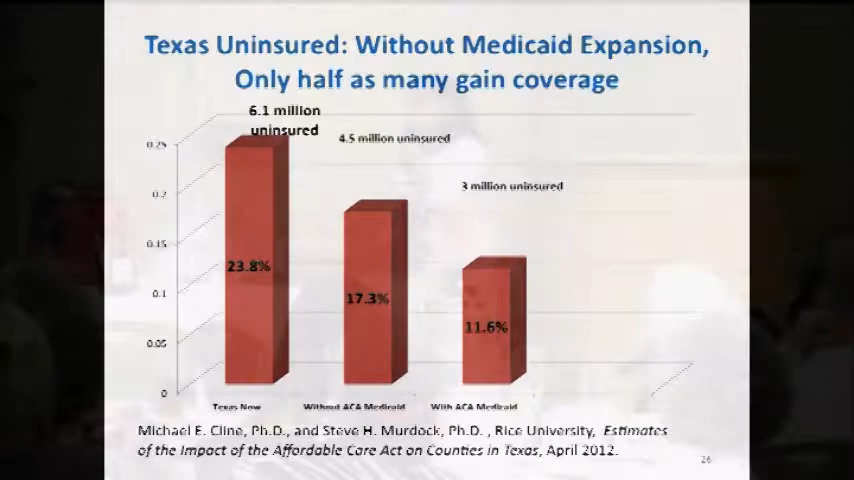 Texas Uninsured: Without Medicaid Expansion,
Only half as many gain coverage
6.1 million
uninsured
4.5 million uninsured
3 million uninsured
0.25
0.2
0.15
0.1
0.05
0
23.8%
17.3%
11.6%
Texas Now
Without ACA Medicaid
With ACA Medicaid
Michael E. Cline, Ph.D., and Steve H. Murdock, Ph.D. , Rice University, Estimates
of the Impact of the Affordable Care Act on Counties in Texas, April 2012.
26